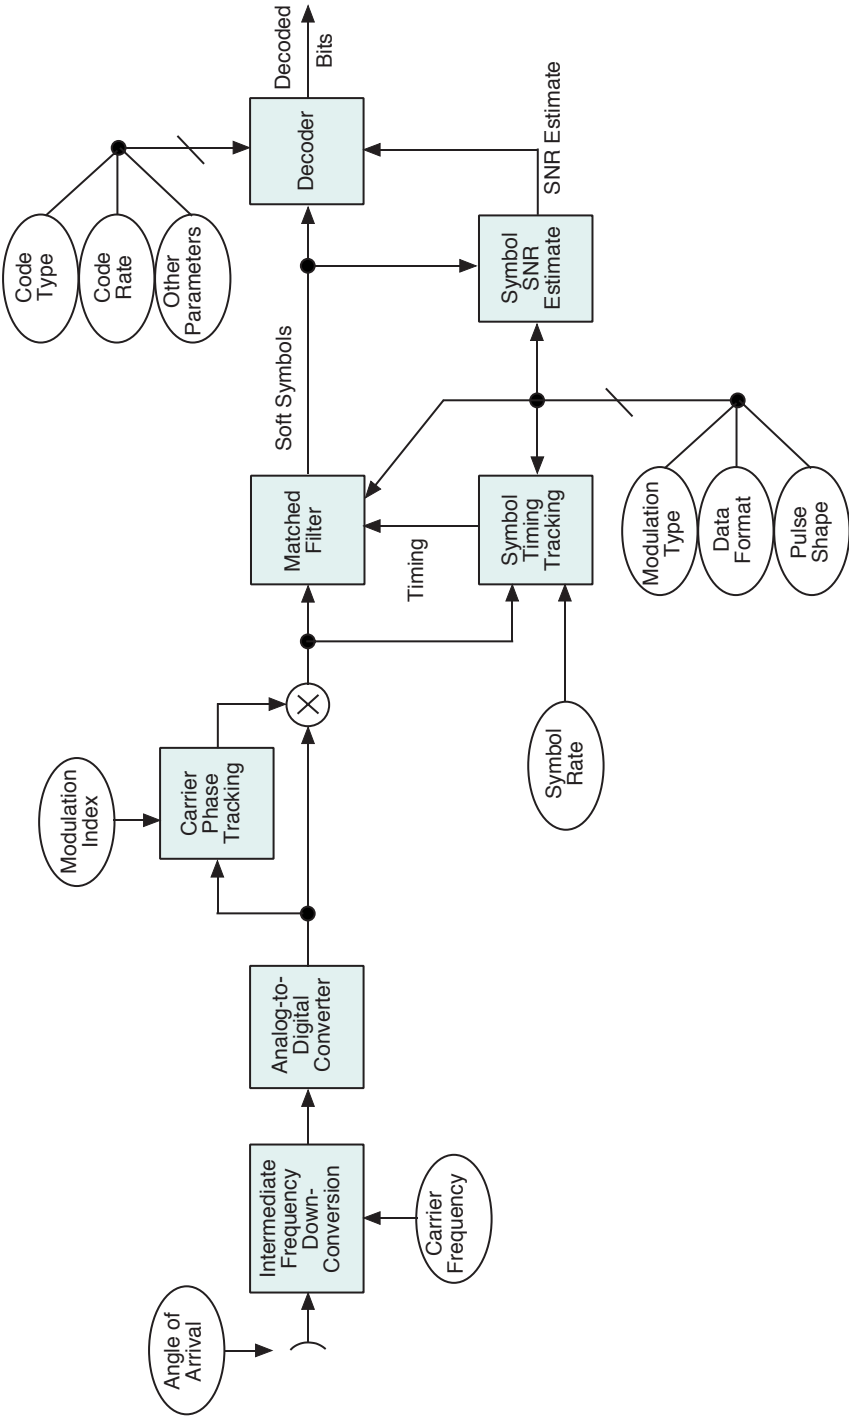 Angle of
Arrival
Intermediate
Frequency
Down-
Conversion
Carrier
Frequency
Analog-to-
Digital
Converter
Modulation
Index
Carrier
Phase
Tracking
Symbol
Rate
Matched
Filter
Timing
Symbol
Timing
Tracking
Modulation
Type
Data
Format
Pulse
Shape
Soft Symbols
Symbol
SNR
Estimate
SNR Estimate
Code
Type
Code
Rate
Other
Parameters
Decoder
Decoded
Bits